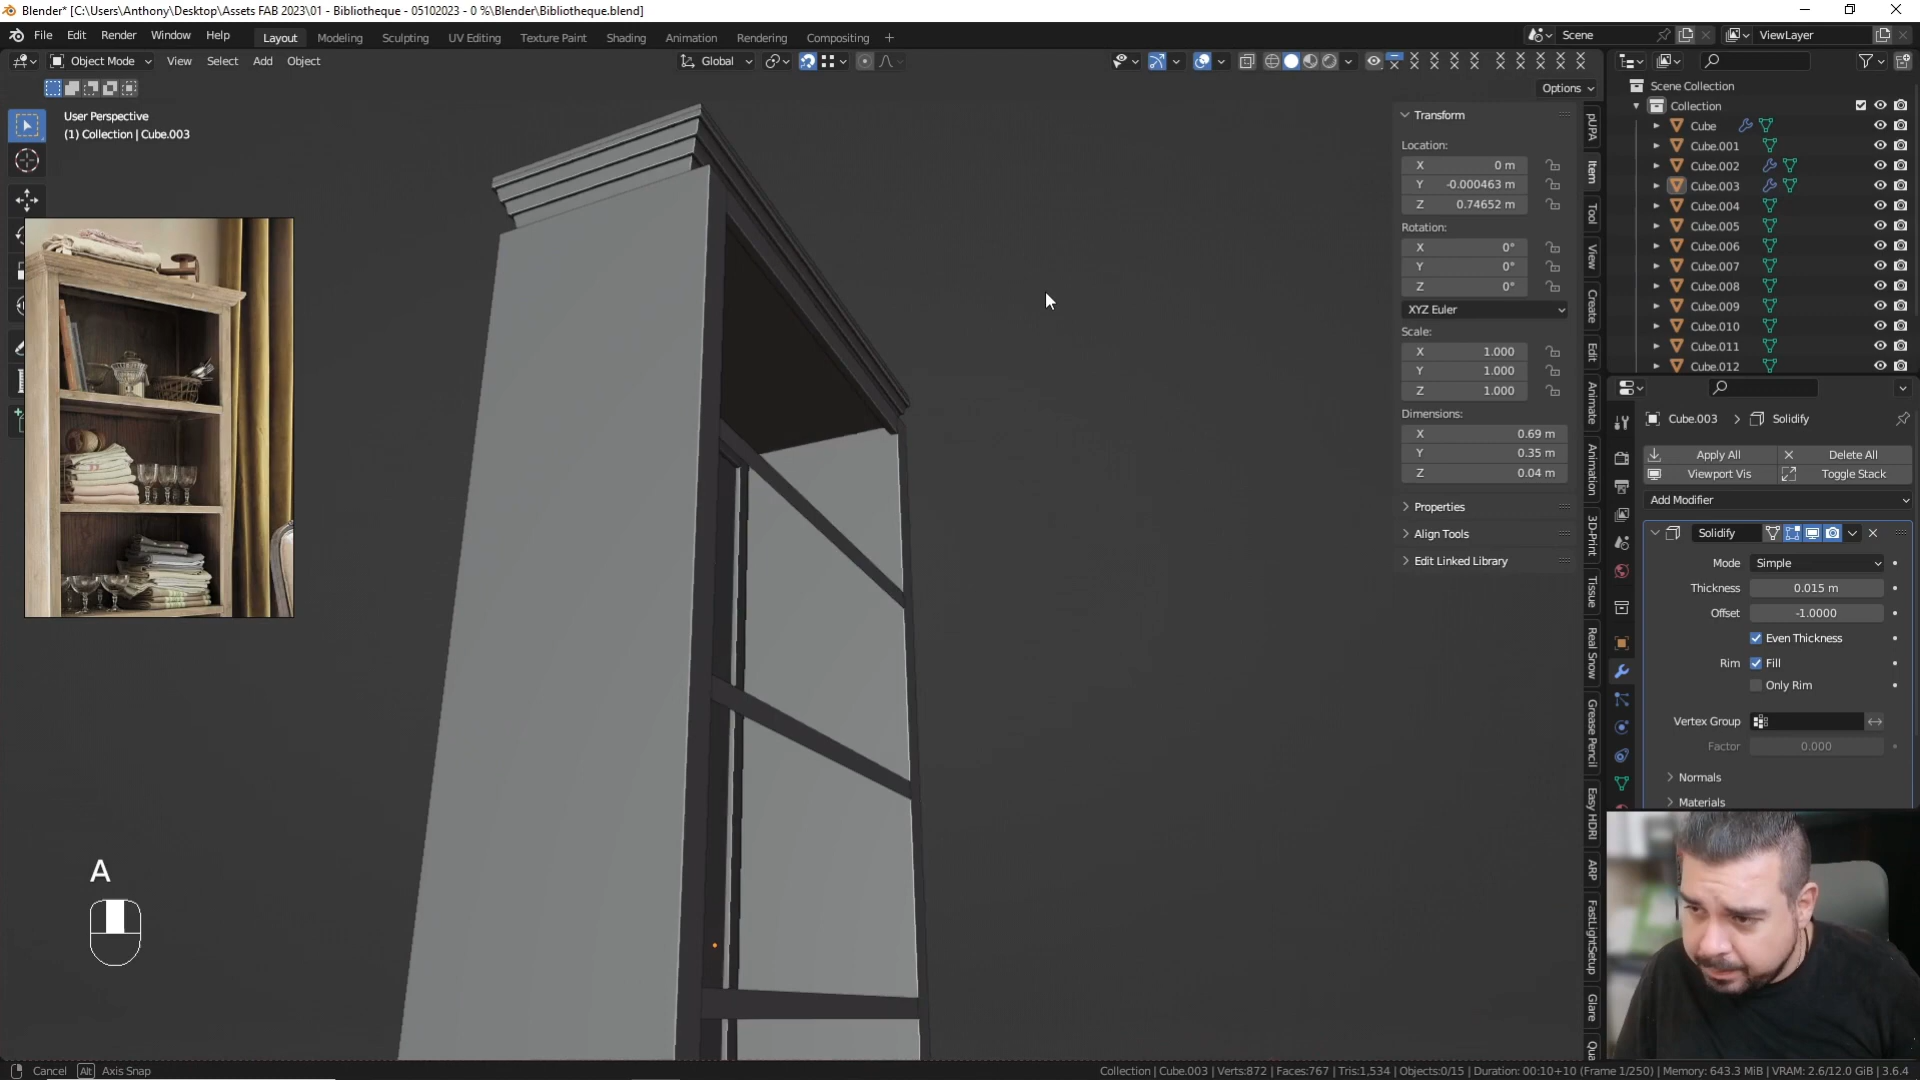 Blender* [C:\Users\Anthony\Desktop\Assets FAB 2023\01 - Bibliotheque - 05102023 - 0 %\Blender\Bibliotheque.blend]
File Edit Render Window Help Layout Modeling Sculpting UV Editing Texture Paint Shading Animation Rendering Compositing + Scene ViewLayer
Object Mode View Select Add Object Global
Options
User Perspective
(1) Collection | Cube.003
Transform
Location:
X 0 m
Y -0.000463 m
Z 0.74652 m
Rotation:
X 0°
Y 0°
Z 0°
XYZ Euler
Scale:
X 1.000
Y 1.000
Z 1.000
Dimensions:
X 0.69 m
Y 0.35 m
Z 0.04 m
Properties
Align Tools
Edit Linked Library
pUPA
Item
Tool
View
Create
Edit
Animate
Animation
3D-Print
Tissue
Real Snow
Grease Pencil
Easy HDRI
ARP
FastLightSetup
Glare
Qua
Scene Collection
Collection
Cube
Cube.001
Cube.002
Cube.003
Cube.004
Cube.005
Cube.006
Cube.007
Cube.008
Cube.009
Cube.010
Cube.011
Cube.012
Cube.003 > Solidify
Apply All Delete All
Viewport Vis Toggle Stack
Add Modifier
Solidify
Mode Simple
Thickness 0.015 m
Offset -1.0000
Even Thickness
Rim Fill
Only Rim
Vertex Group
Factor 0.000
Normals
Materials
A
Cancel Alt Axis Snap
Collection | Cube.003 | Verts:872 | Faces:767 | Tris:1,534 | Objects:0/15 | Duration: 00:10+10 (Frame 1/250) | Memory: 643.3 MiB | VRAM: 2.6/12.0 GiB | 3.6.4